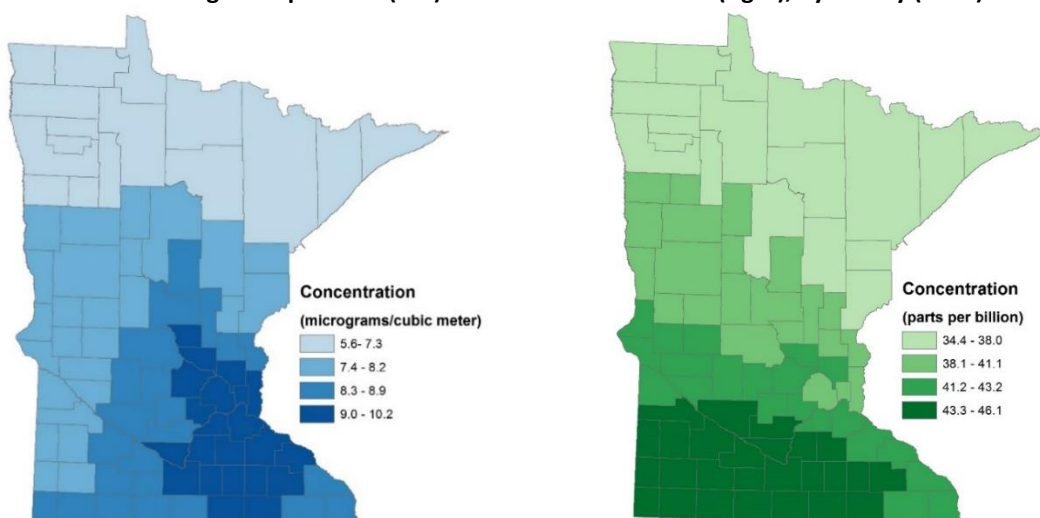 Concentration
(micrograms/cubic meter)
5.6- 7.3
7.4 - 8.2
8.3 - 8.9
9.0 - 10.2
Concentration
(parts per billion)
34.4 - 38.0
38.1 - 41.1
41.2 - 43.2
43.3 - 46.1